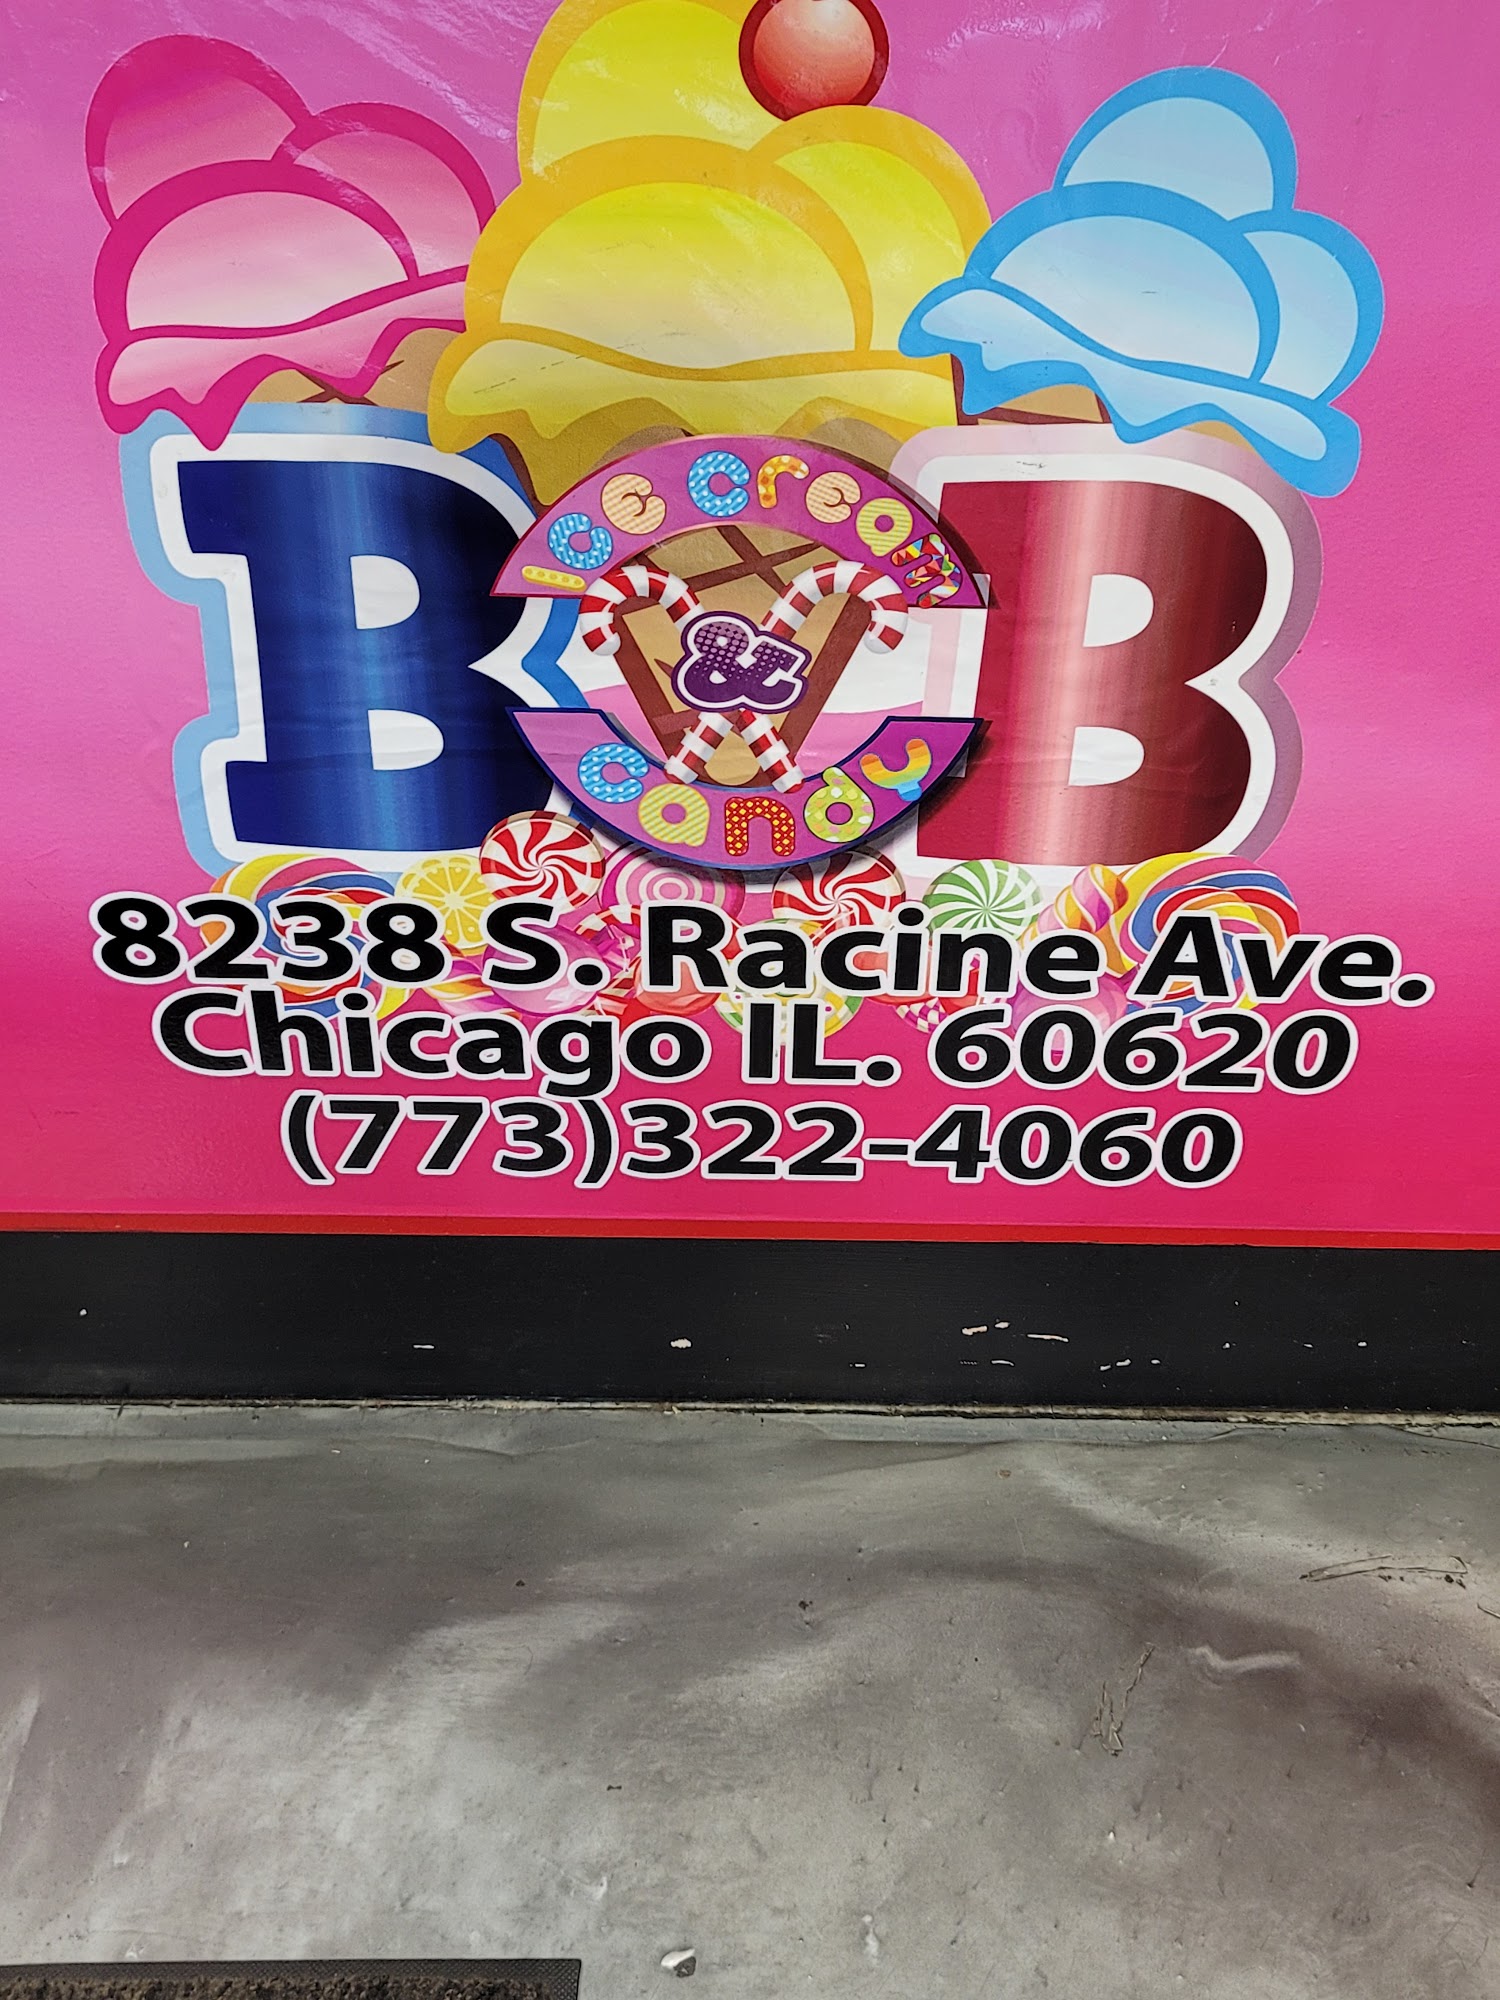 B & B
ice cream
candy
8238 S. Racine Ave.
Chicago IL. 60620
(773)322-4060